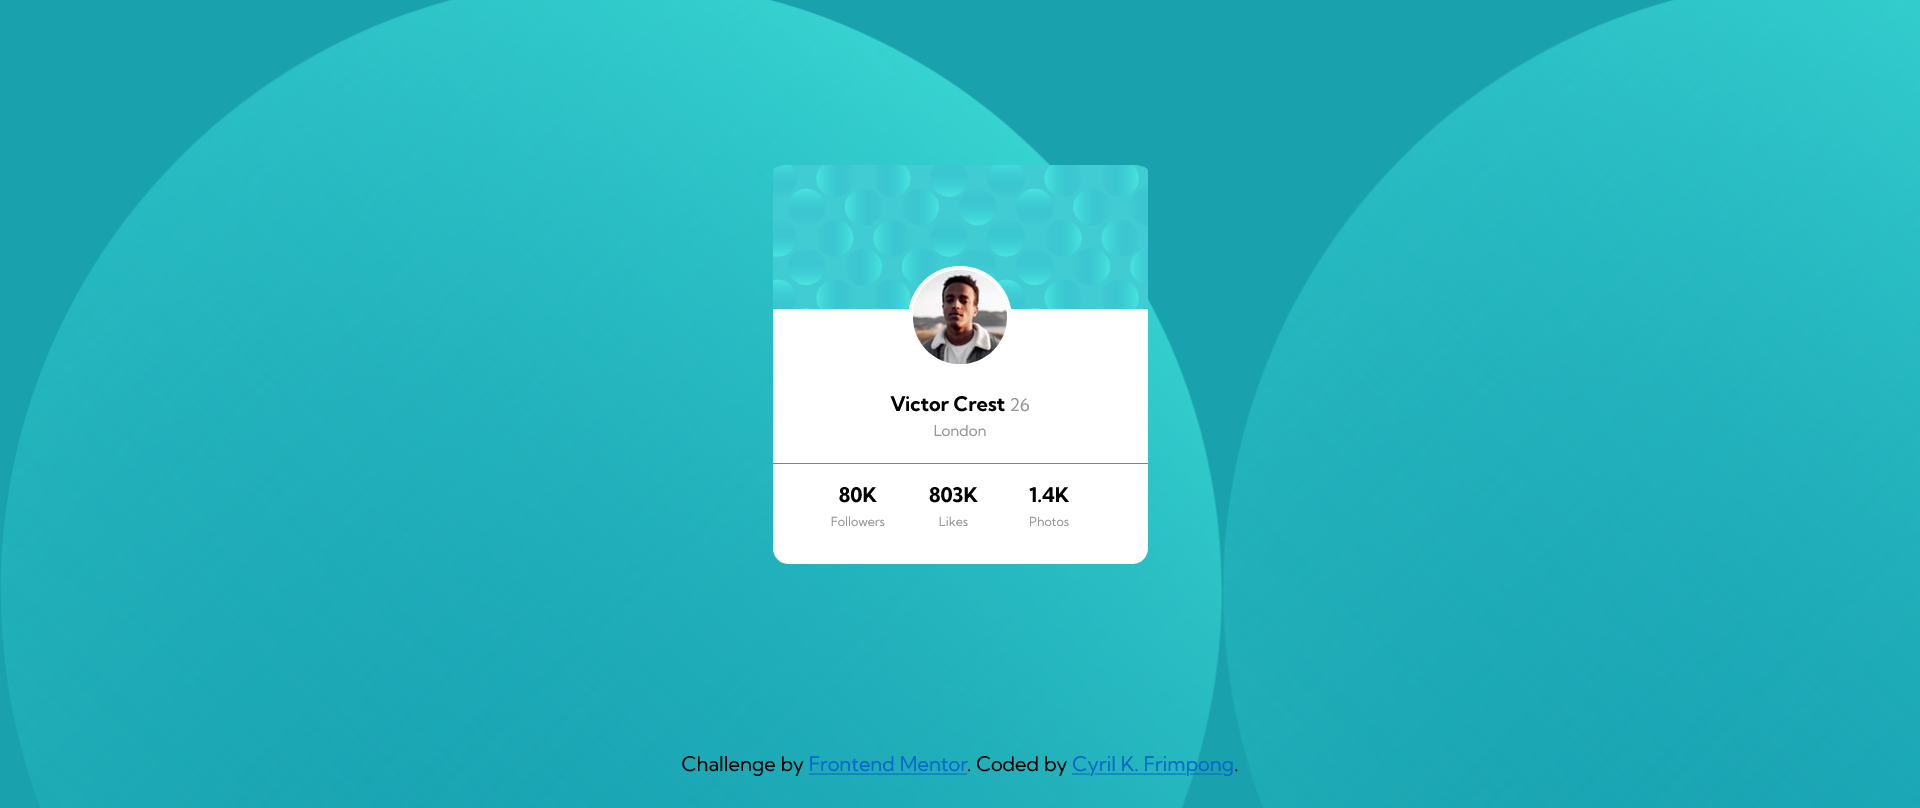 Victor Crest 26
London
80K 803K 1.4K
Followers Likes Photos
Challenge by Frontend Mentor. Coded by Cyril K. Frimpong.